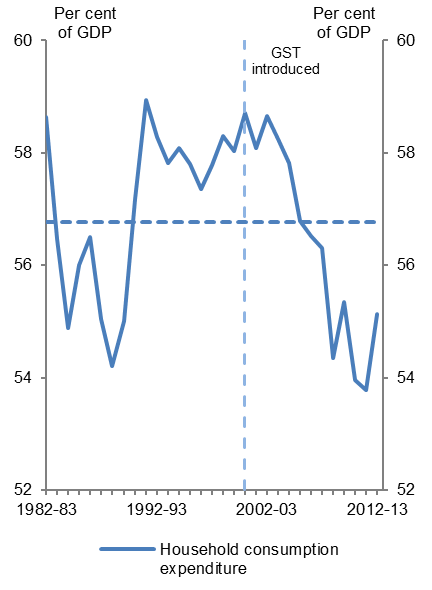 Per cent
of GDP
Per cent
of GDP
60
60
GST
introduced
58
58
56
56
54
54
52
52
1982-83
1992-93
2002-03
2012-13
Household consumption
expenditure